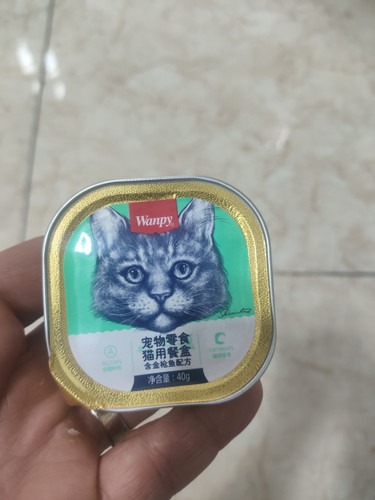 Wanpy
宠物零食
猫用餐盒
含金枪鱼配方
净含量：40g